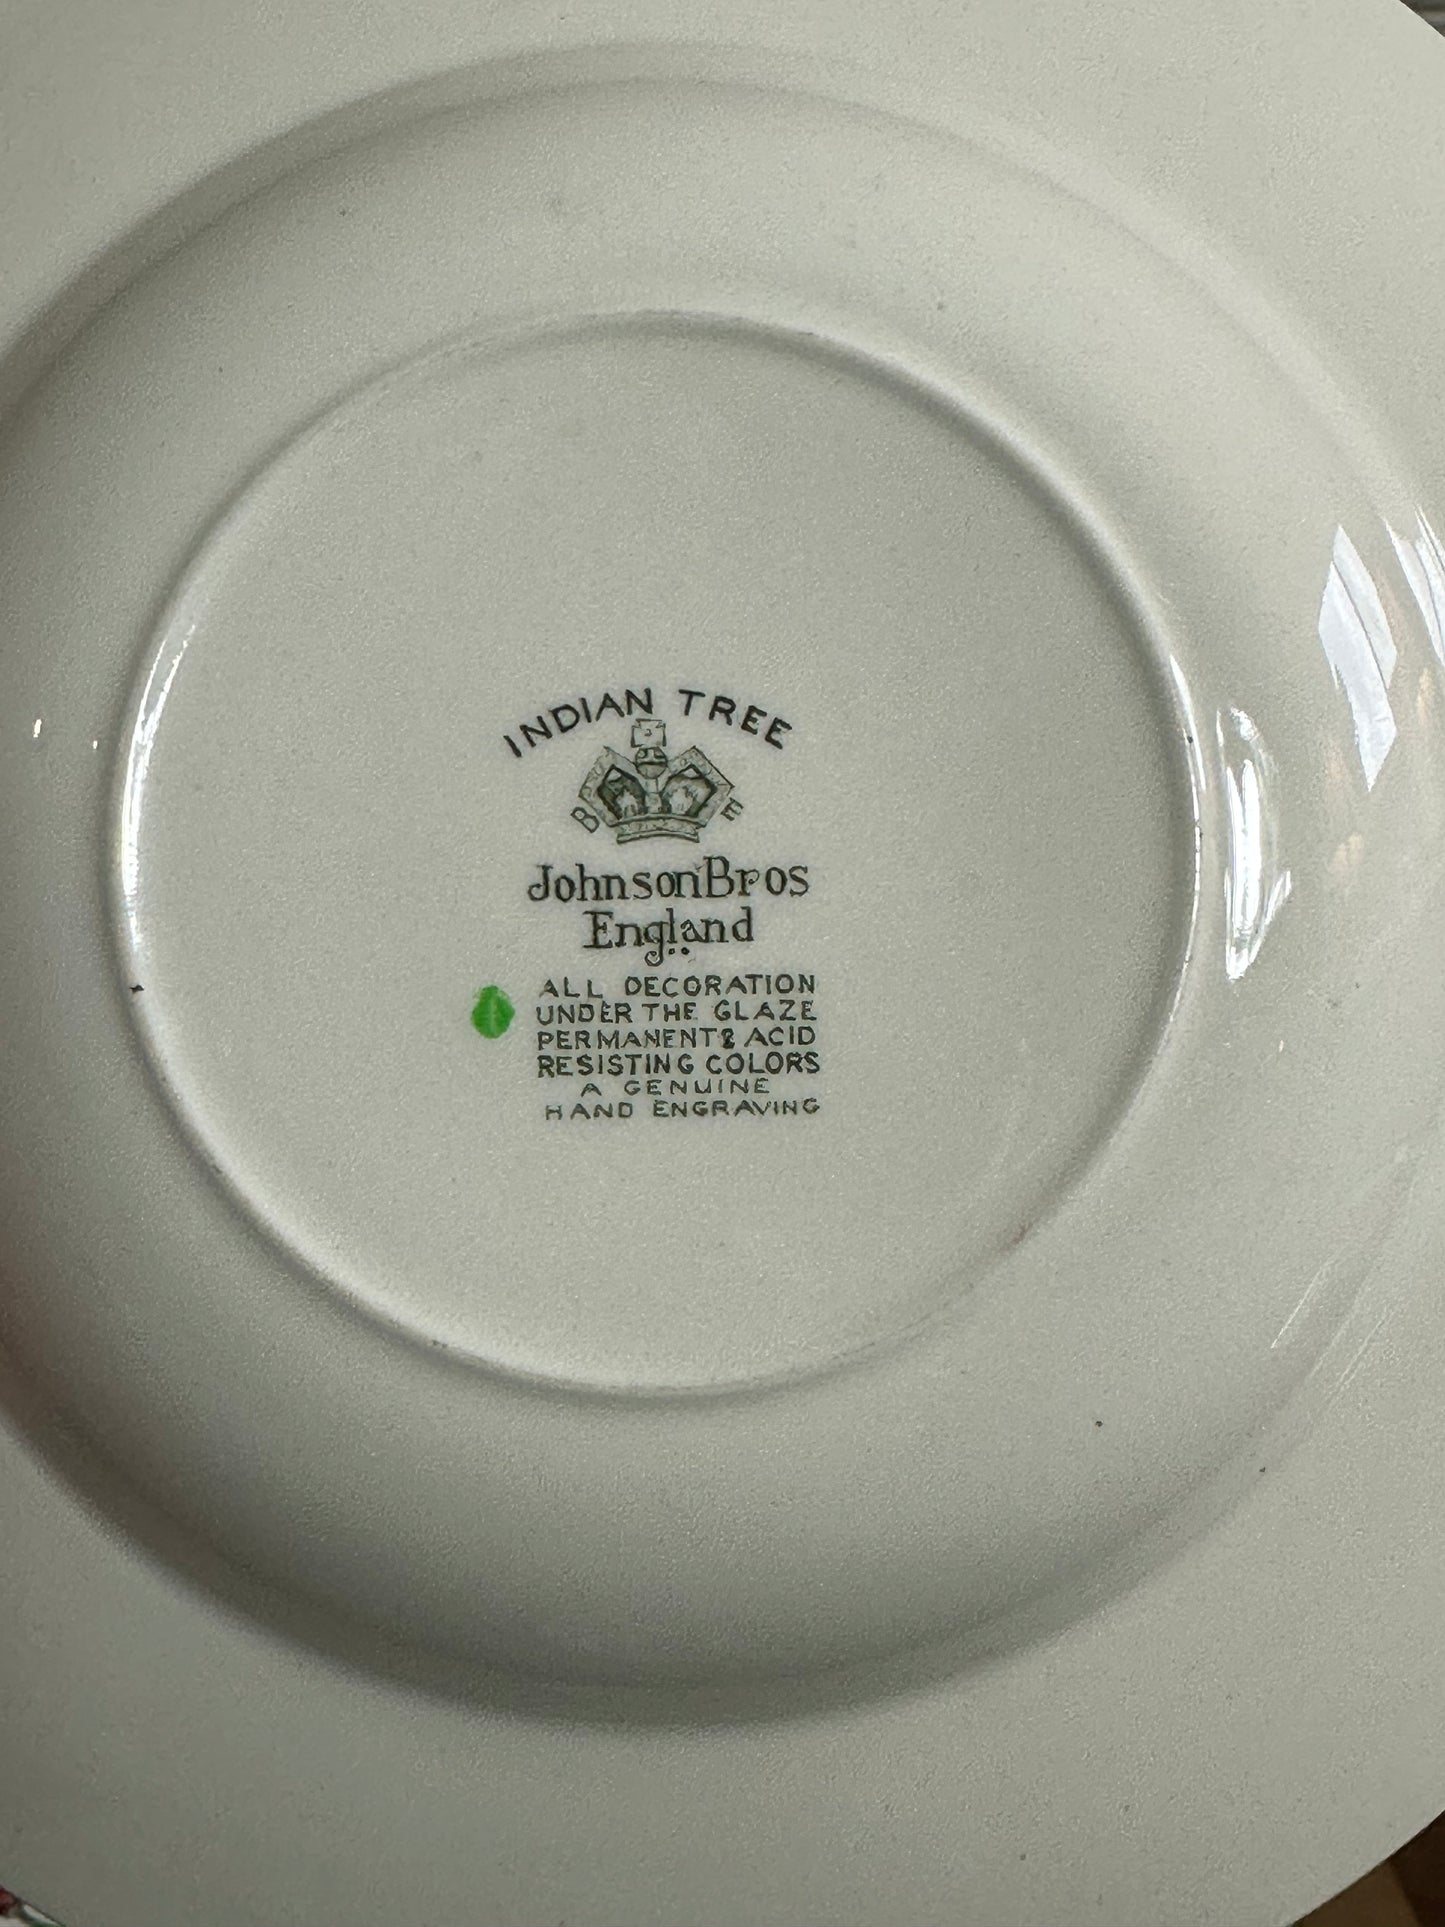 INDIAN TREE
B E
Johnson Bros
England
ALL DECORATION
UNDER THE GLAZE
PERMANENT & ACID
RESISTING COLORS
A GENUINE
HAND ENGRAVING